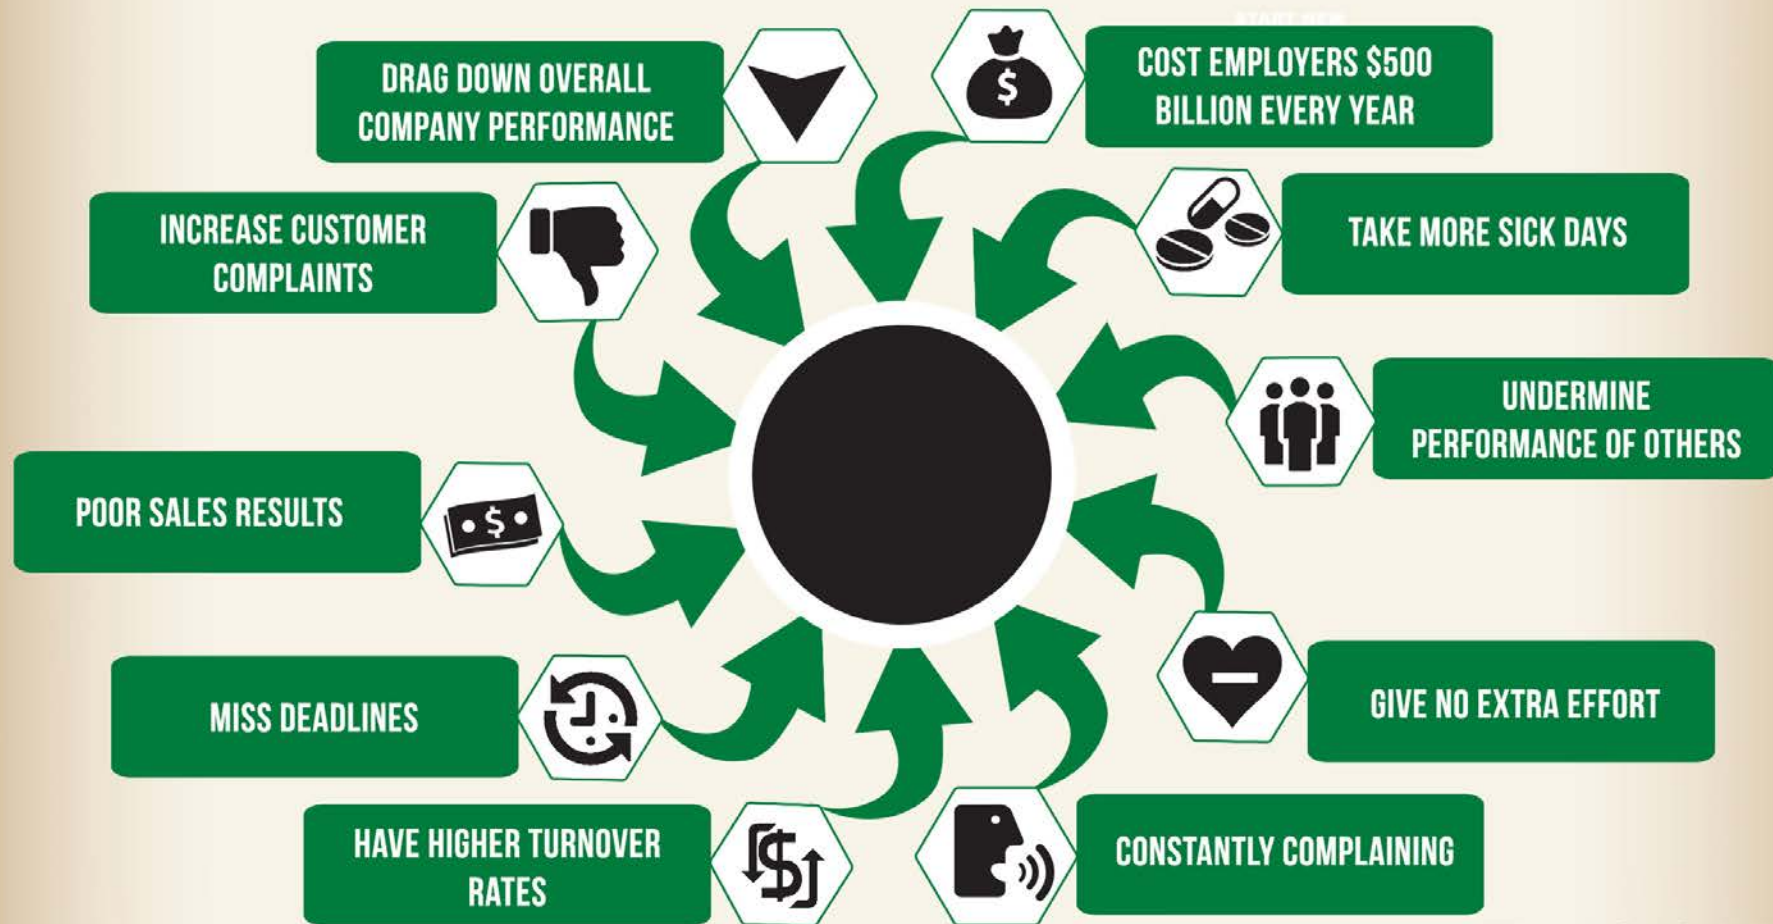 DRAG DOWN OVERALL
COMPANY PERFORMANCE
COST EMPLOYERS $500
BILLION EVERY YEAR
INCREASE CUSTOMER
COMPLAINTS
TAKE MORE SICK DAYS
UNDERMINE
PERFORMANCE OF OTHERS
POOR SALES RESULTS
MISS DEADLINES
GIVE NO EXTRA EFFORT
HAVE HIGHER TURNOVER
RATES
CONSTANTLY COMPLAINING